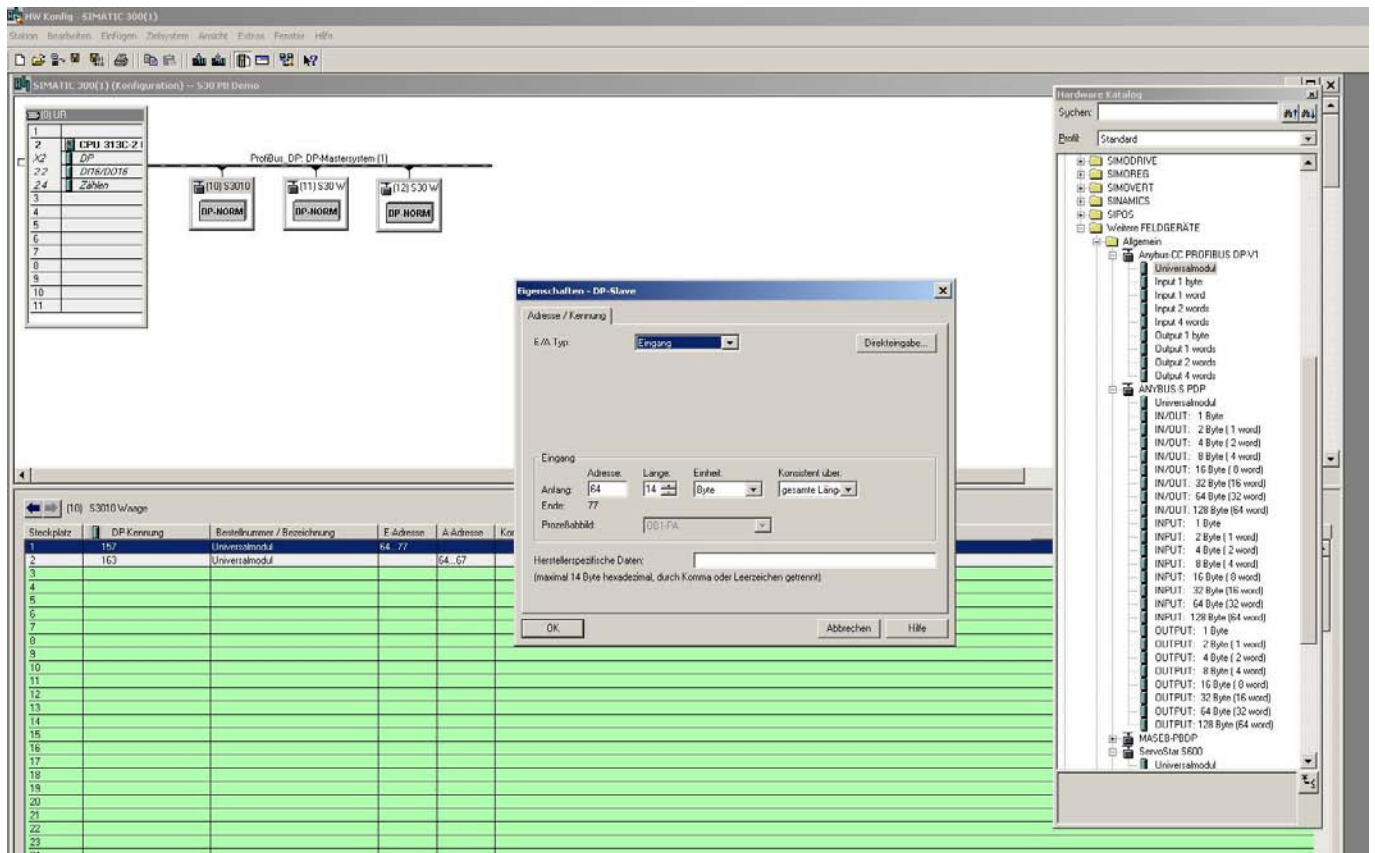 HW Konfig - SIMATIC 300(1)
Station Bearbeiten Einfügen Zielsystem Ansicht Extras Fenster Hilfe
SIMATIC 300(1) (Konfiguration) -- S30 PB Demo
(0) UR
1
2 CPU 313C-2
X2 DP
22 DI16/DO16
24 Zählen
3
4
5
6
7
8
9
10
11
ProfiBus_DP: DP-Mastersystem (1)
(10) S3010
DP-NORM
(11) S30 W
DP-NORM
(12) S30 W
DP-NORM
Eigenschaften - DP-Slave
Adresse / Kennung
E/A Typ:
Eingang
Direkteingabe...
Eingang
Adresse: Länge: Einheit: Konsistent über:
Anfang: 64 14 Byte gesamte Läng
Ende: 77
Prozeßabbild: OB1-PA
Herstellerspezifische Daten:
(maximal 14 Byte hexadezimal, durch Komma oder Leerzeichen getrennt)
OK Abbrechen Hilfe
(10) S3010 Waage
Steckplatz DP Kennung Bestellnummer / Bezeichnung E-Adresse A-Adresse Kor
1 157 Universalmodul 64...77
2 163 Universalmodul 64...67
3
4
5
6
7
8
9
10
11
12
13
14
15
16
17
18
19
20
21
22
23
Hardware Katalog
Suchen:
Profil: Standard
SIMODRIVE
SIMOREG
SIMOVERT
SINAMICS
SIPOS
Weitere FELDGERÄTE
Allgemein
Anybus-CC PROFIBUS DP-V1
Universalmodul
Input 1 byte
Input 1 word
Input 2 words
Input 4 words
Output 1 byte
Output 1 words
Output 2 words
Output 4 words
ANYBUS-S PDP
Universalmodul
IN/OUT: 1 Byte
IN/OUT: 2 Byte ( 1 word)
IN/OUT: 4 Byte ( 2 word)
IN/OUT: 8 Byte ( 4 word)
IN/OUT: 16 Byte ( 8 word)
IN/OUT: 32 Byte (16 word)
IN/OUT: 64 Byte (32 word)
IN/OUT: 128 Byte (64 word)
INPUT: 1 Byte
INPUT: 2 Byte ( 1 word)
INPUT: 4 Byte ( 2 word)
INPUT: 8 Byte ( 4 word)
INPUT: 16 Byte ( 8 word)
INPUT: 32 Byte (16 word)
INPUT: 64 Byte (32 word)
INPUT: 128 Byte (64 word)
OUTPUT: 1 Byte
OUTPUT: 2 Byte ( 1 word)
OUTPUT: 4 Byte ( 2 word)
OUTPUT: 8 Byte ( 4 word)
OUTPUT: 16 Byte ( 8 word)
OUTPUT: 32 Byte (16 word)
OUTPUT: 64 Byte (32 word)
OUTPUT: 128 Byte (64 word)
MASEB-PBDP
ServoStar S600
Universalmodul